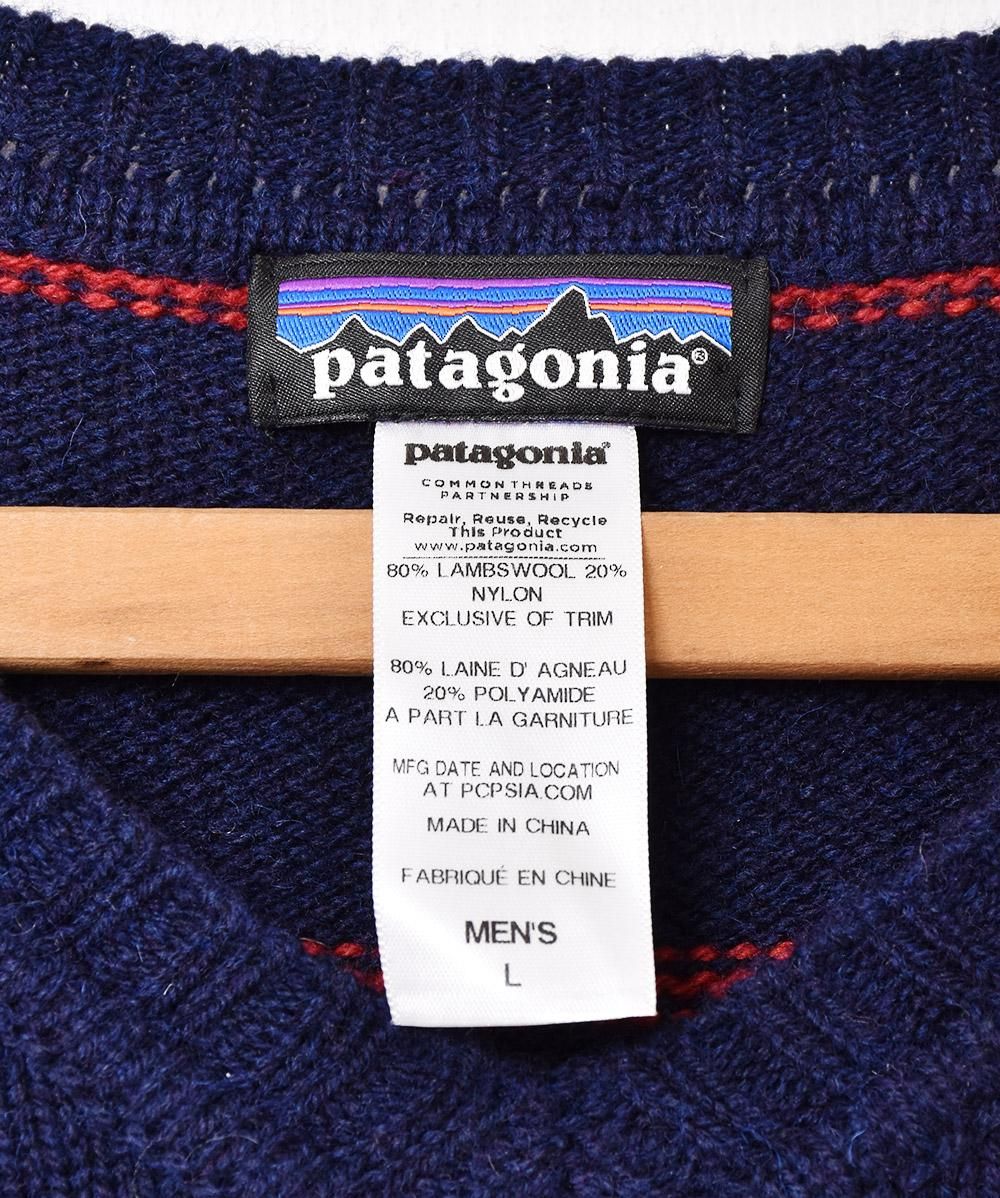 patagonia®
patagonia®
COMMON THREADS
PARTNERSHIP
Repair, Reuse, Recycle
This Product
www.patagonia.com
80% LAMBSWOOL 20%
NYLON
EXCLUSIVE OF TRIM
80% LAINE D' AGNEAU
20% POLYAMIDE
A PART LA GARNITURE
MFG DATE AND LOCATION
AT PCPSIA.COM
MADE IN CHINA
FABRIQUÉ EN CHINE
MEN'S
L